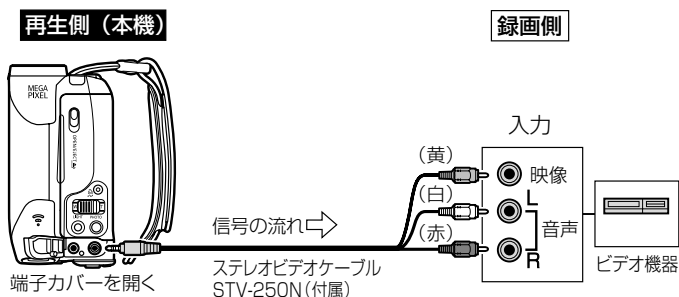 再生側（本機）
録画側
MEGA
PIXEL
入力
（黄）
映像
（白）
L
信号の流れ
（赤）
音声
R
端子カバーを開く
ステレオビデオケーブル
STV-250N（付属）
ビデオ機器
LIGHT PHOTO